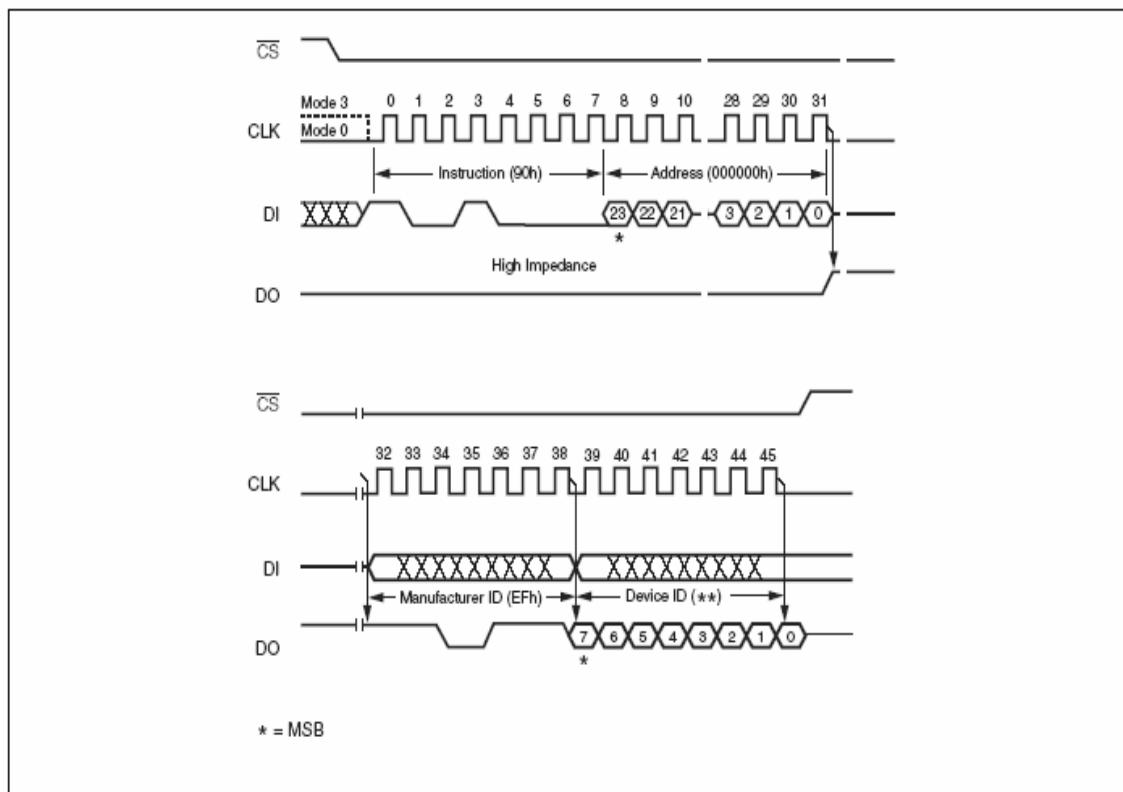 CS
Mode 3 0 1 2 3 4 5 6 7 8 9 10 28 29 30 31
CLK Mode 0
Instruction (90h) Address (000000h)
DI 23 22 21 3 2 1 0
*
High Impedance
DO
CS
32 33 34 35 36 37 38 39 40 41 42 43 44 45
CLK
DI
Manufacturer ID (EFh) Device ID (**)
DO 7 6 5 4 3 2 1 0
*
* = MSB